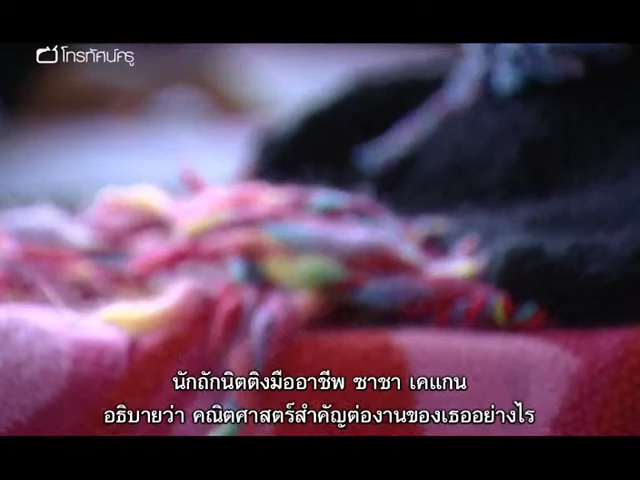 โทรทัศน์ครู
นักถักนิตติงมืออาชีพ ซาชา เคแกน
อธิบายว่า คณิตศาสตร์สำคัญต่องานของเธออย่างไร